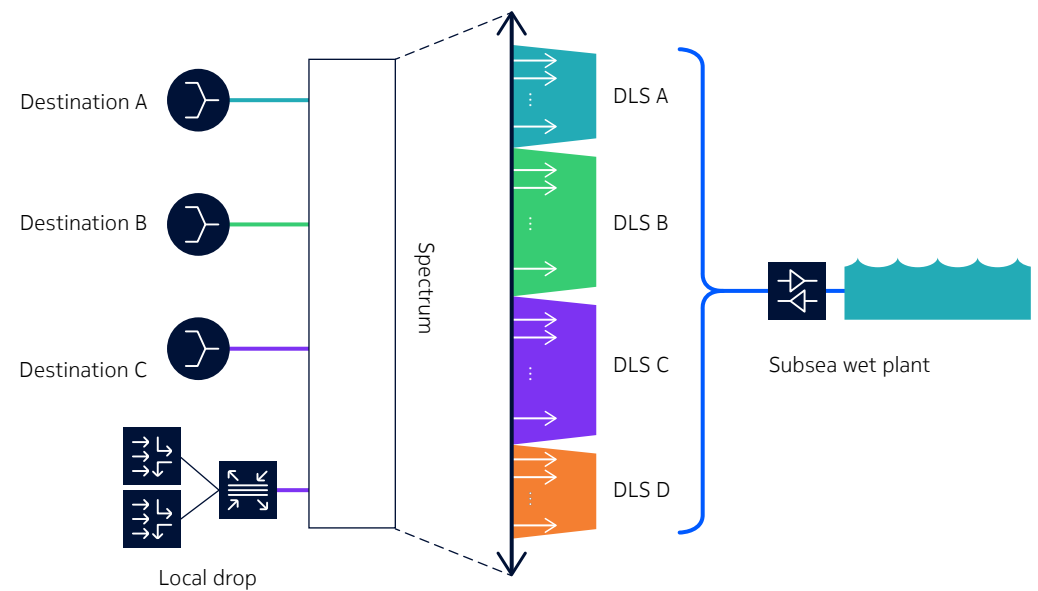 Destination A
Destination B
Destination C
Local drop
Spectrum
DLS A
DLS B
DLS C
DLS D
Subsea wet plant